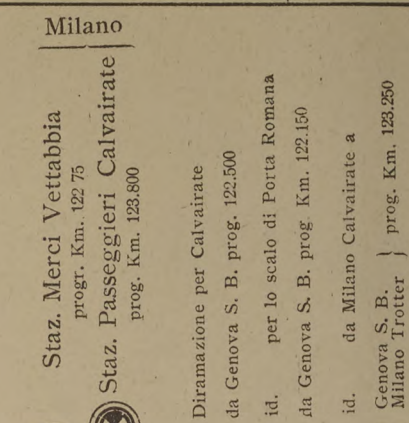 Milano
Staz. Merci Vettabbia
progr. Km. 122 75
Staz. Passeggieri Calvairate
prog. Km. 123.800
Diramazione per Calvairate
da Genova S. B. prog. 122.500
id. per lo scalo di Porta Romana
da Genova S. B. prog Km. 122.150
id. da Milano Calvairate a
Genova S. B. } prog. Km. 123.250
Milano Trotter